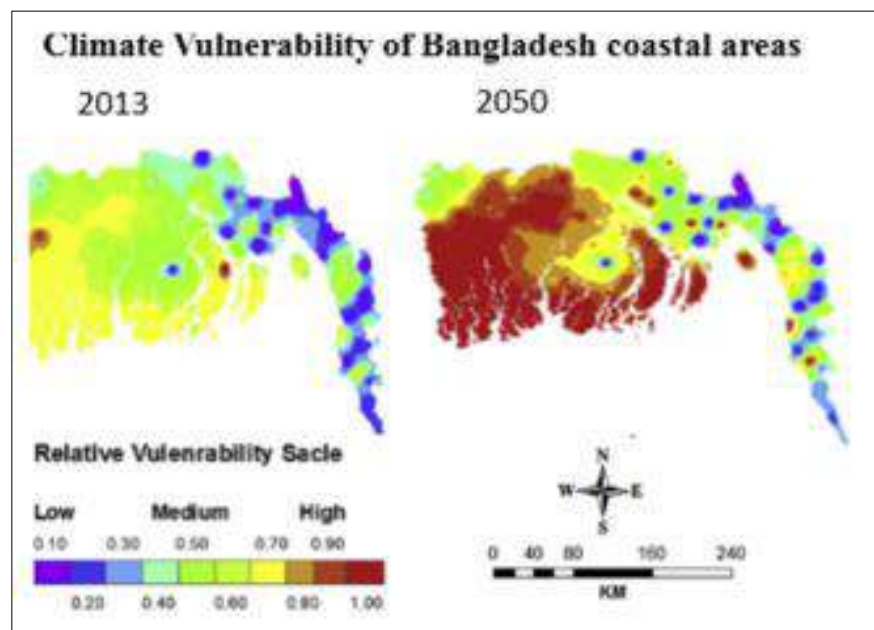 Climate Vulnerability of Bangladesh coastal areas
2013 2050
Relative Vulenrability Sacle
Low Medium High
0.10 0.30 0.50 0.70 0.90
0.20 0.40 0.60 0.80 1.00
N
W E
S
0 40 80 160 240
KM